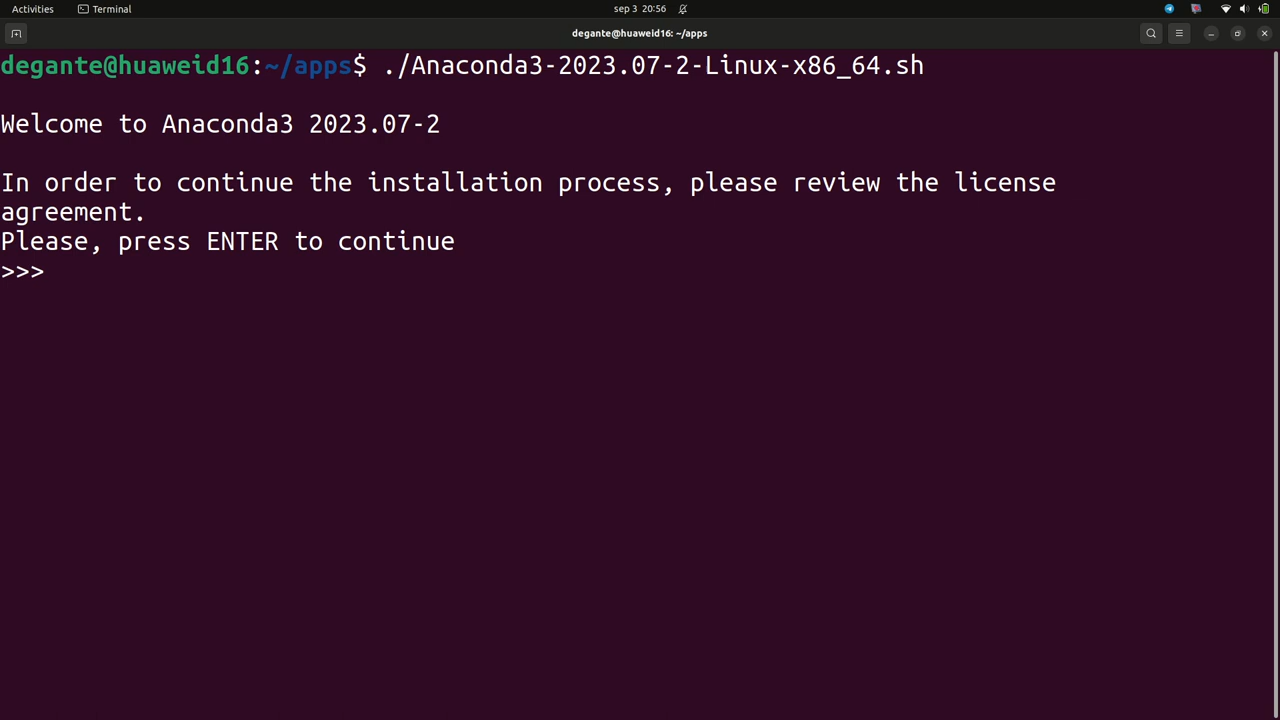 Activities Terminal sep 3 20:56
degante@huaweid16: ~/apps
degante@huaweid16:~/apps$ ./Anaconda3-2023.07-2-Linux-x86_64.sh
Welcome to Anaconda3 2023.07-2
In order to continue the installation process, please review the license
agreement.
Please, press ENTER to continue
>>>